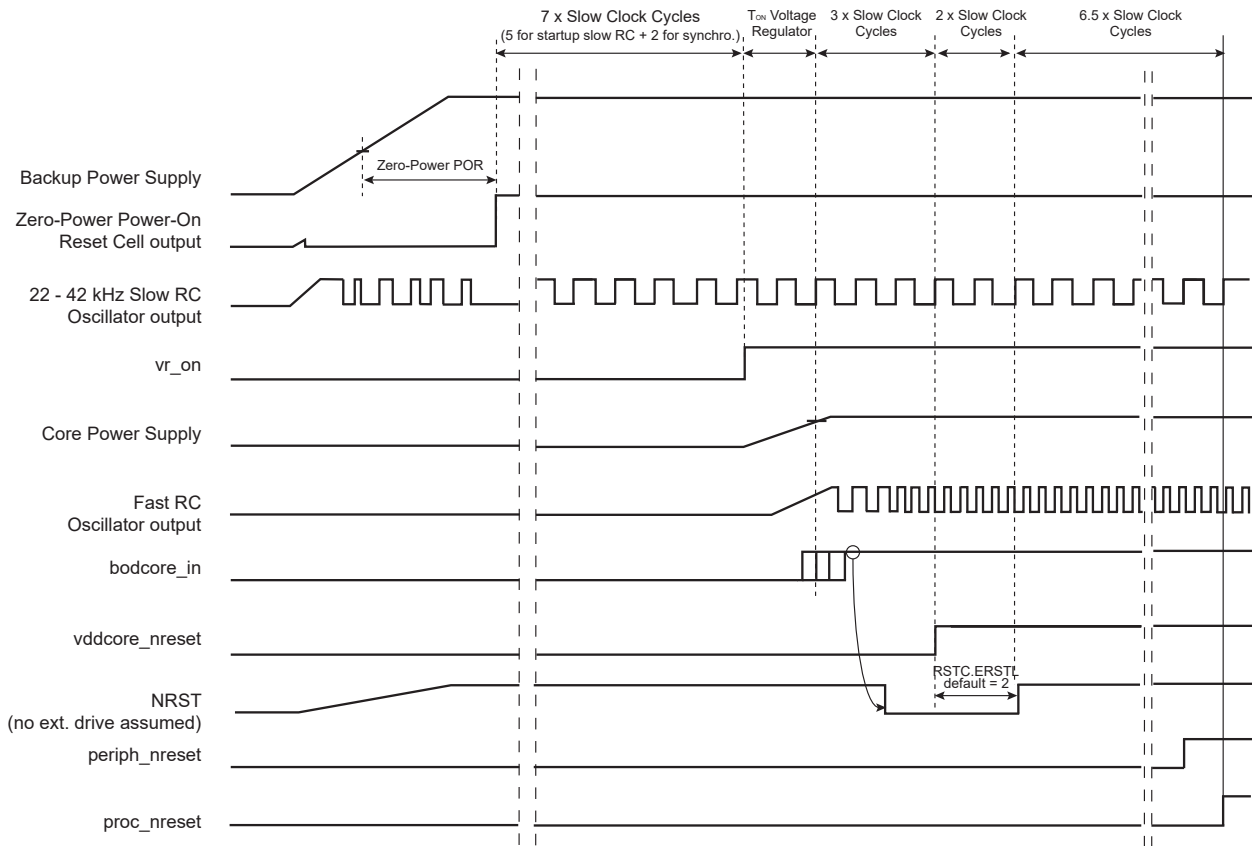 7 x Slow Clock Cycles
(5 for startup slow RC + 2 for synchro.)
TON Voltage
Regulator
3 x Slow Clock
Cycles
2 x Slow Clock
Cycles
6.5 x Slow Clock
Cycles
Zero-Power POR
Backup Power Supply
Zero-Power Power-On
Reset Cell output
22 - 42 kHz Slow RC
Oscillator output
vr_on
Core Power Supply
Fast RC
Oscillator output
bodcore_in
vddcore_nreset
RSTC.ERSTL
default = 2
NRST
(no ext. drive assumed)
periph_nreset
proc_nreset